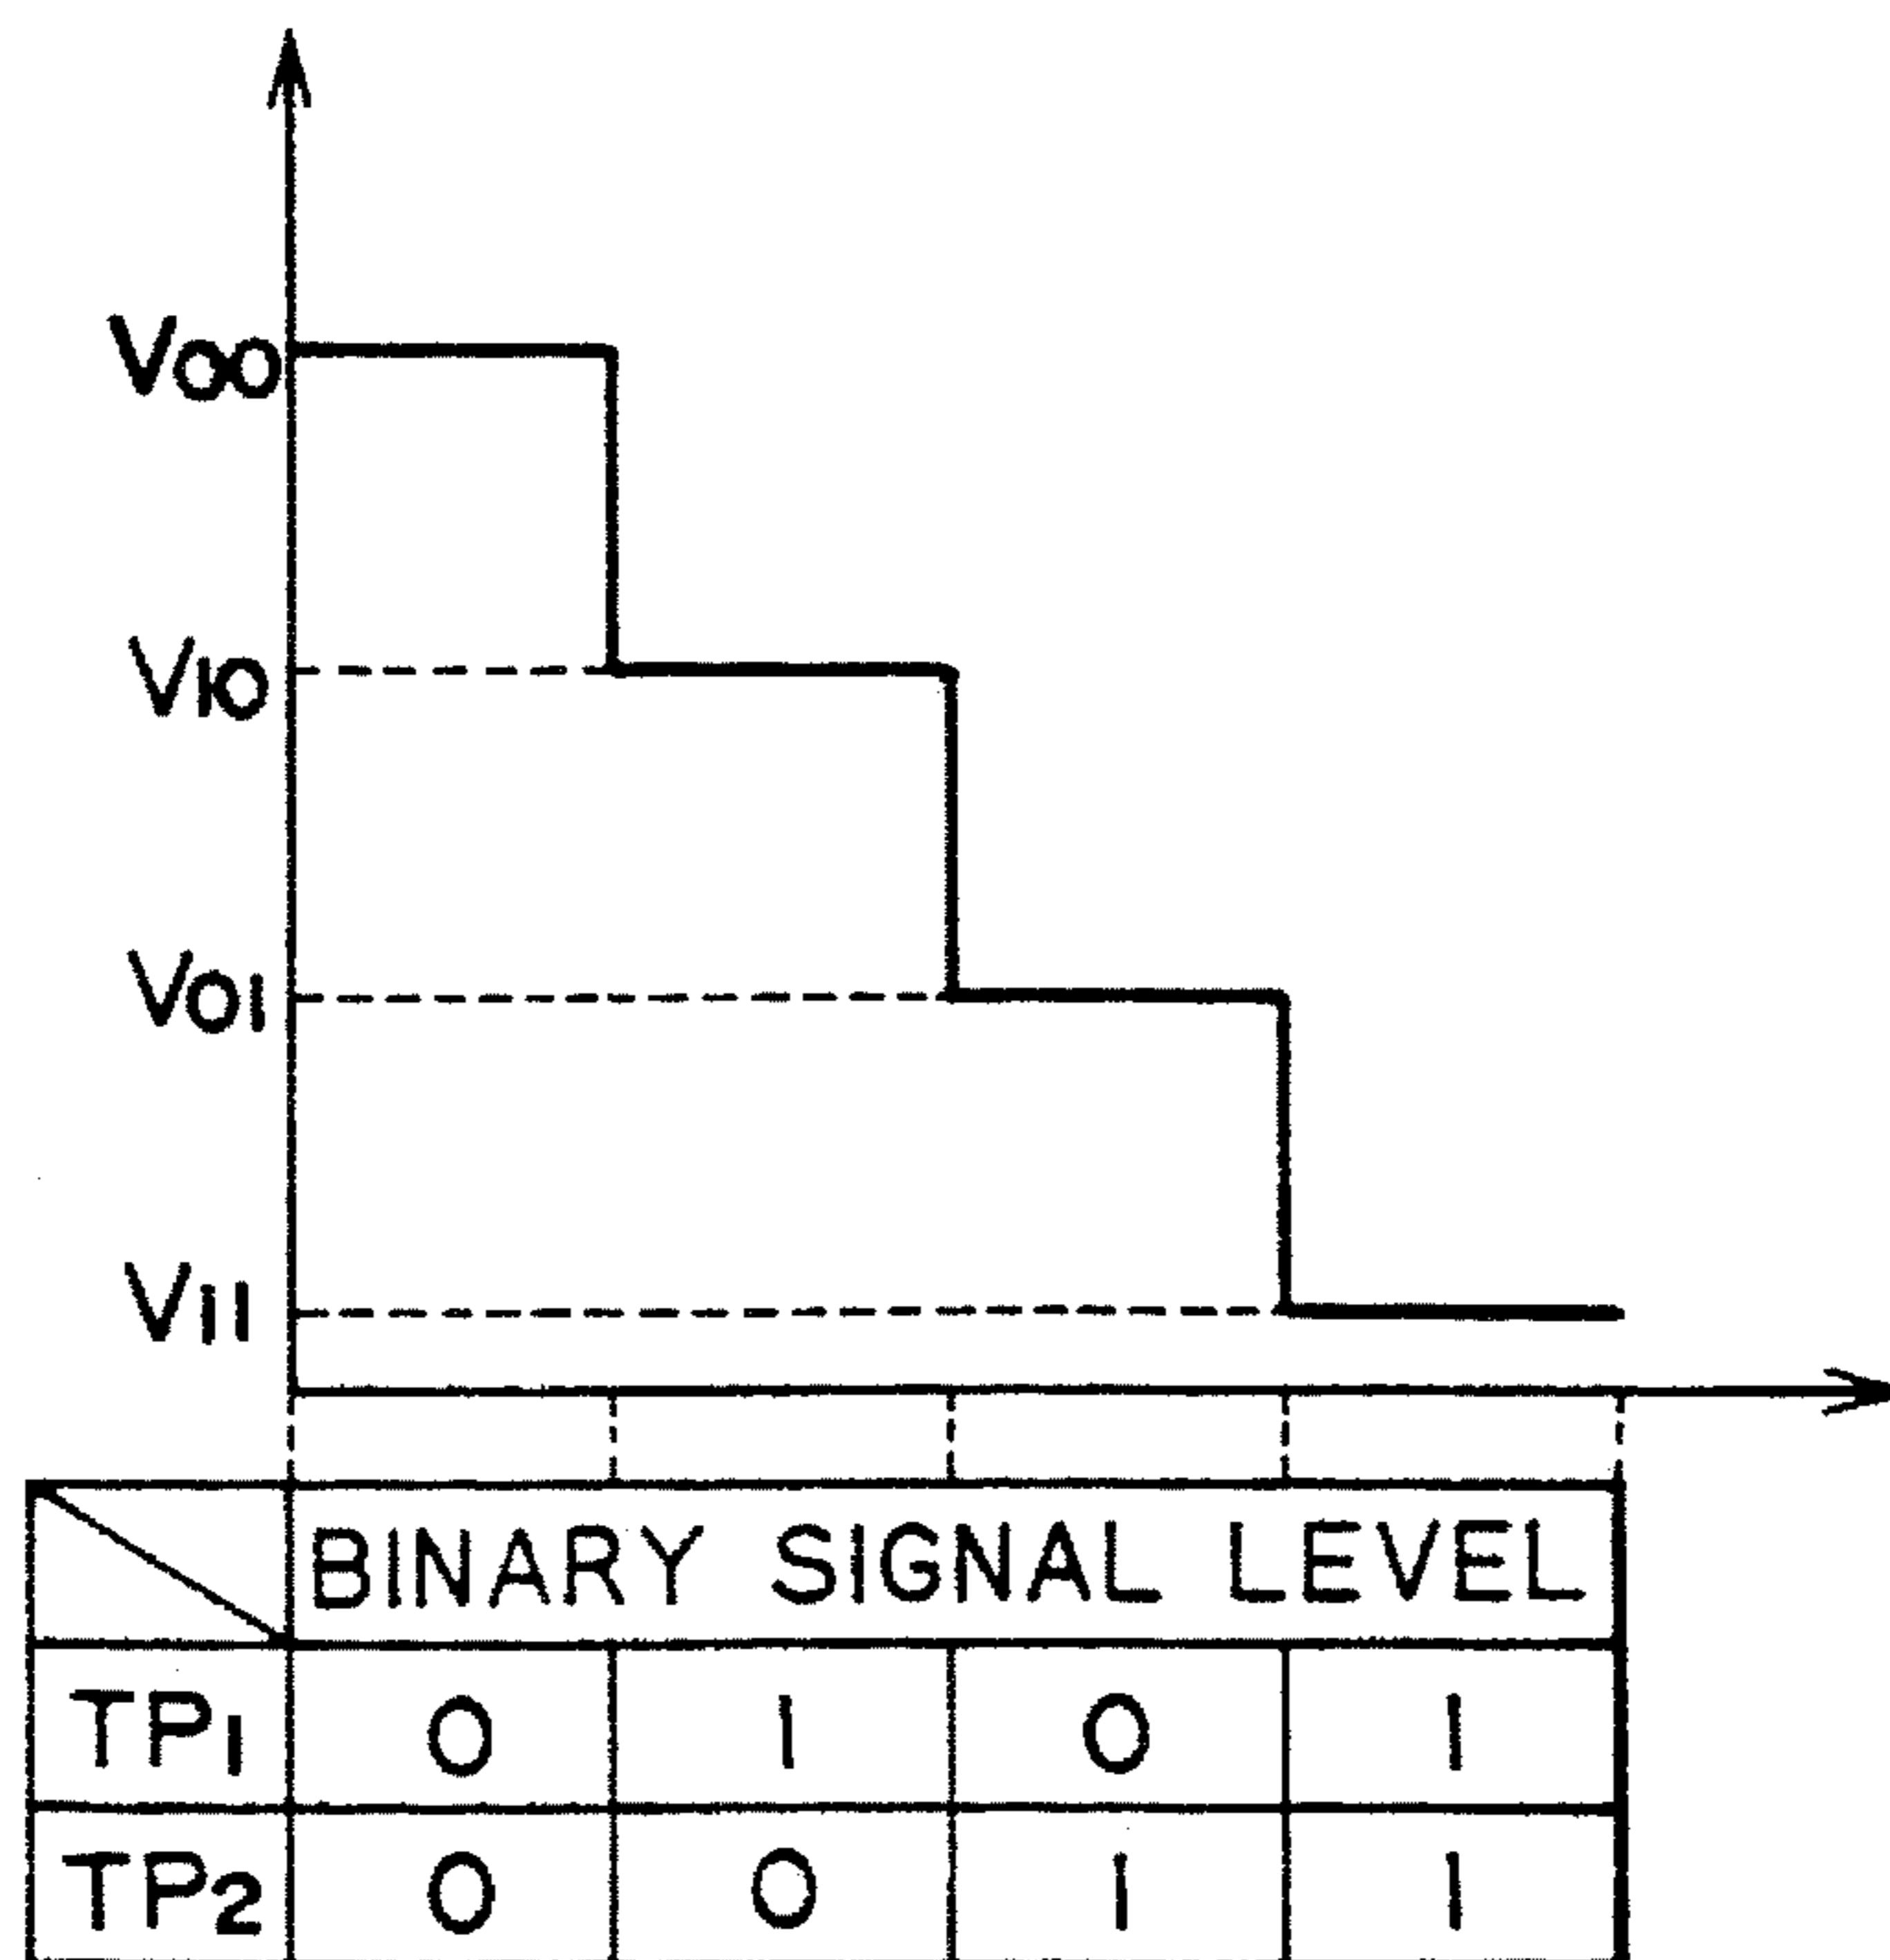 V00
V10
V01
V11
BINARY SIGNAL LEVEL
TP1 0 1 0 1
TP2 0 0 1 1